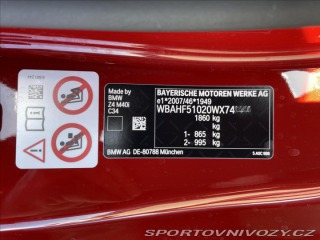 Made by
BMW
Z4 M40i
C34
BAYERISCHE MOTOREN WERKE AG
e1*2007/46*1949
WBAHF51020WX74
1860 kg
kg
1- 865 kg
2- 995 kg
BMW AG DE-80788 München
SPORTOVNIVOZY.CZ